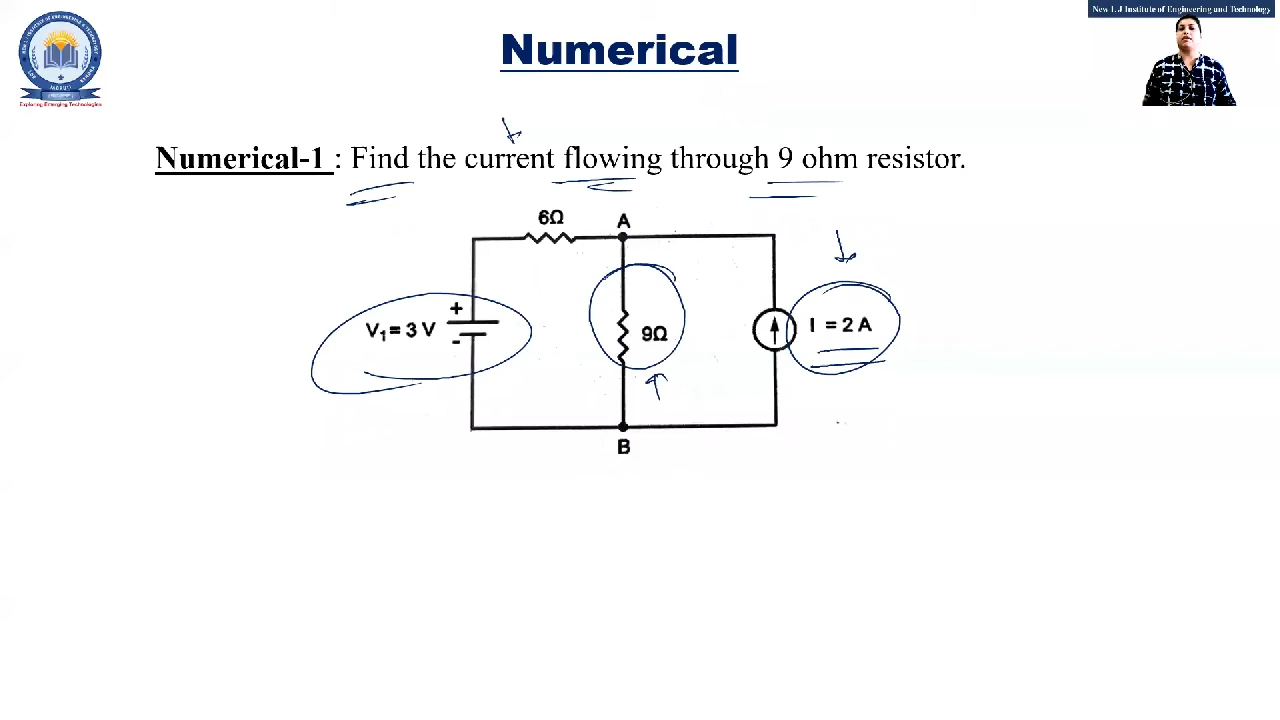 New L J Institute of Engineering and Technology
Numerical
Exploring Emerging Technologies
Numerical-1 : Find the current flowing through 9 ohm resistor.
6Ω
A
+
V₁ = 3 V
-
9Ω
I = 2 A
B